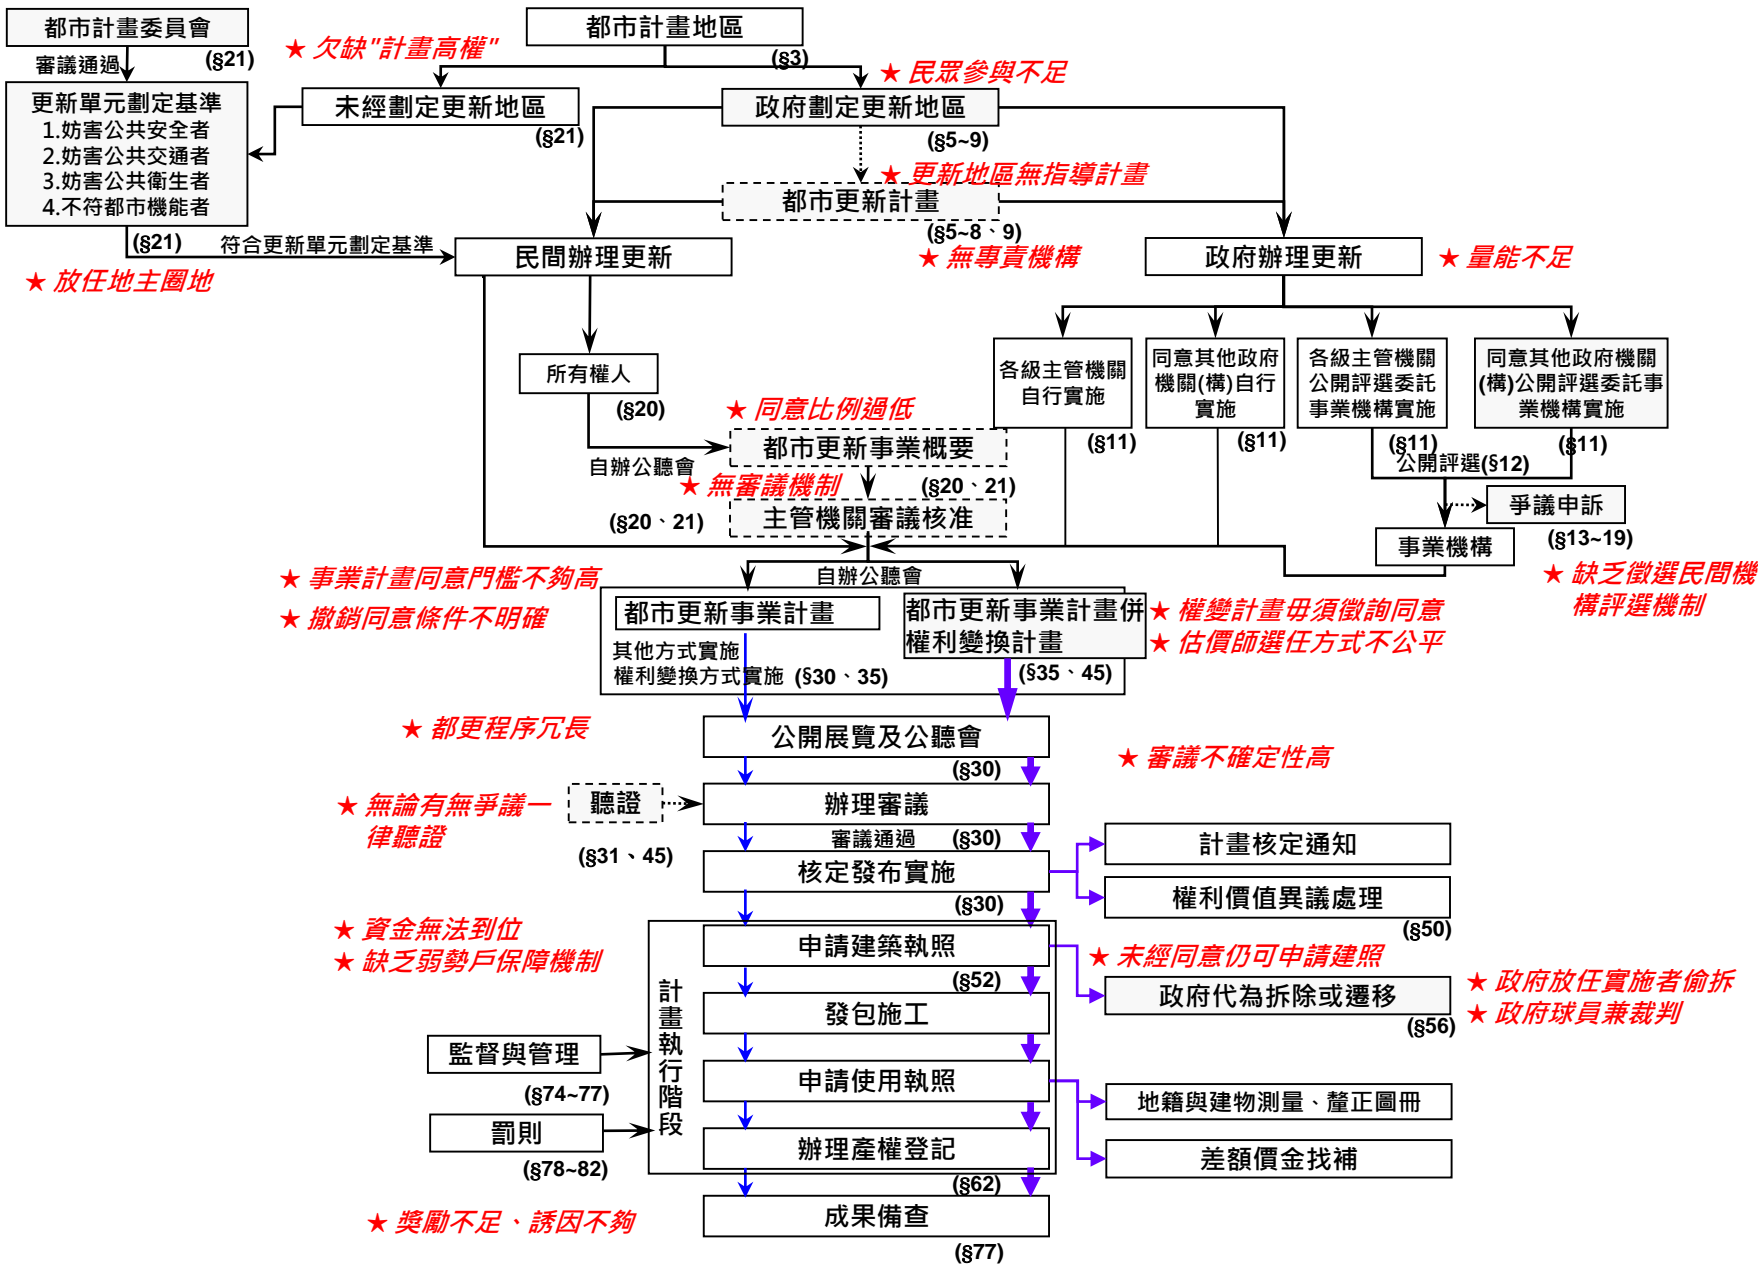 都市計畫委員會
(§21)
審議通過
都市計畫地區
(§3)
★ 欠缺"計畫高權"
★ 民眾參與不足
更新單元劃定基準
1.妨害公共安全者
2.妨害公共交通者
3.妨害公共衛生者
4.不符都市機能者
(§21)
未經劃定更新地區
(§21)
政府劃定更新地區
(§5~9)
★ 更新地區無指導計畫
都市更新計畫
(§5~8、9)
符合更新單元劃定基準
★ 放任地主圈地
民間辦理更新
★ 無專責機構
政府辦理更新
★ 量能不足
所有權人
(§20)
各級主管機關
自行實施
(§11)
同意其他政府
機關(構)自行
實施
(§11)
各級主管機關
公開評選委託
事業機構實施
(§11)
同意其他政府機關
(構)公開評選委託事
業機構實施
(§11)
公開評選(§12)
★ 同意比例過低
都市更新事業概要
自辦公聽會
(§20、21)
★ 無審議機制
主管機關審議核准
(§20、21)
爭議申訴
(§13~19)
事業機構
★ 缺乏徵選民間機
構評選機制
自辦公聽會
★ 事業計畫同意門檻不夠高
★ 撤銷同意條件不明確
都市更新事業計畫
其他方式實施
權利變換方式實施
(§30、35)
都市更新事業計畫併
權利變換計畫
(§35、45)
★ 權變計畫毋須徵詢同意
★ 估價師選任方式不公平
★ 都更程序冗長
公開展覽及公聽會
(§30)
★ 審議不確定性高
★ 無論有無爭議一
律聽證
聽證
(§31、45)
辦理審議
審議通過
(§30)
核定發布實施
(§30)
計畫核定通知
權利價值異議處理
(§50)
★ 資金無法到位
★ 缺乏弱勢戶保障機制
計畫執行階段
申請建築執照
(§52)
★ 未經同意仍可申請建照
政府代為拆除或遷移
(§56)
★ 政府放任實施者偷拆
★ 政府球員兼裁判
發包施工
監督與管理
(§74~77)
申請使用執照
地籍與建物測量、釐正圖冊
罰則
(§78~82)
辦理產權登記
(§62)
差額價金找補
★ 獎勵不足、誘因不夠
成果備查
(§77)